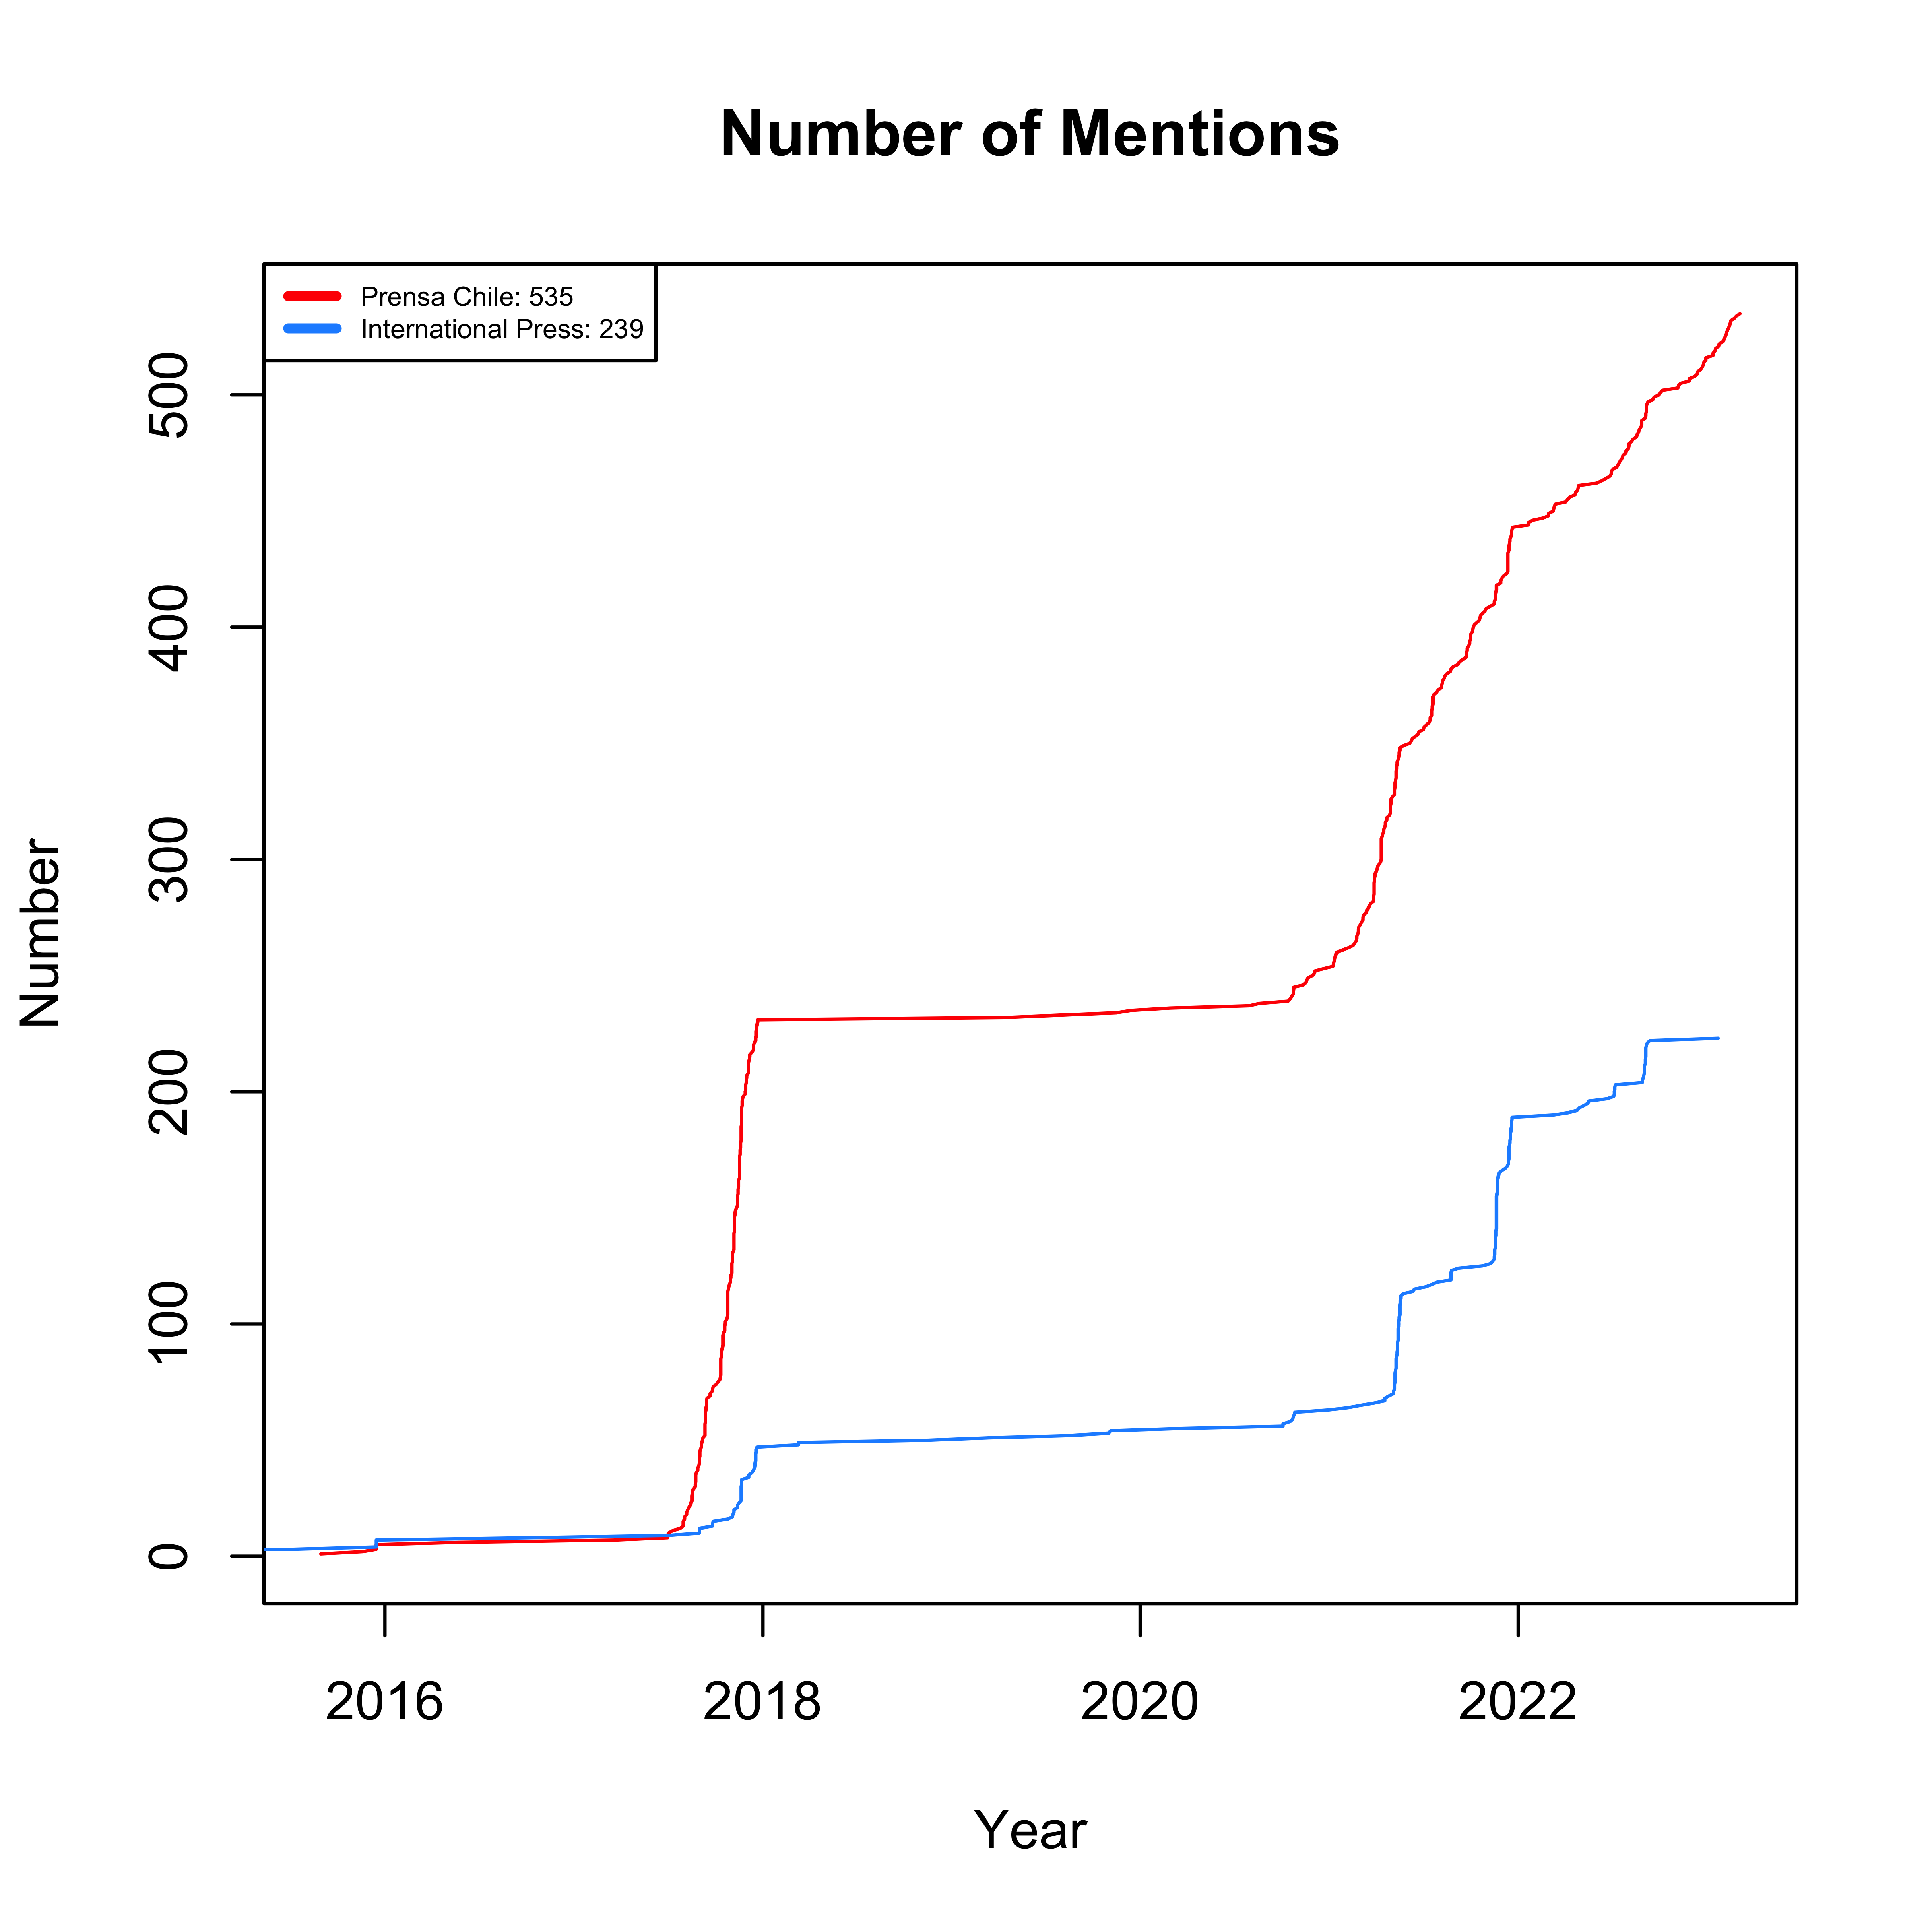 Number of Mentions
Prensa Chile: 535
International Press: 239
500
400
300
200
100
0
Number
2016
2018
2020
2022
Year